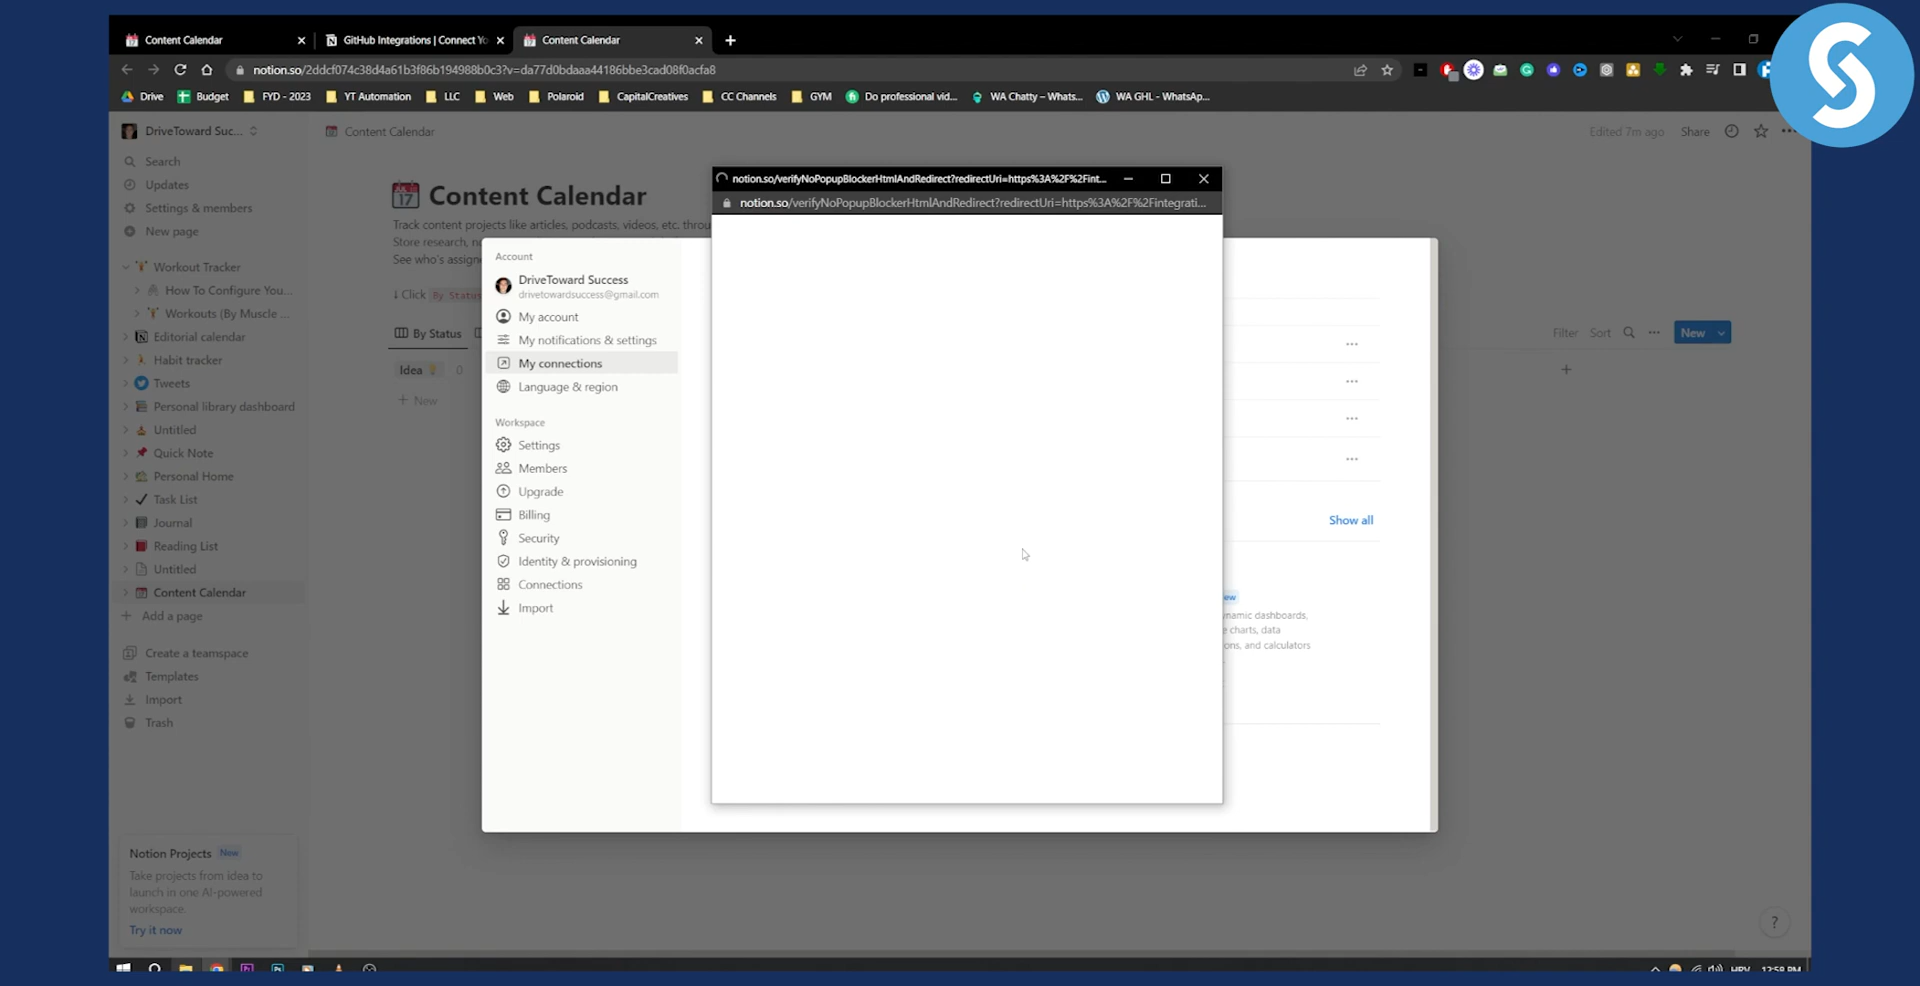 Content Calendar
GitHub Integrations | Connect Yo
Content Calendar
notion.so/2ddcf074c38d4a61b3f86b194988b0c3?v=da77d0bdaaa44186bbe3cad08f0acfa8
Drive
Budget
FYD - 2023
YT Automation
LLC
Web
Polaroid
CapitalCreatives
CC Channels
GYM
Do professional vid...
WA Chatty – Whats...
WA GHL - WhatsAp...
DriveToward Suc...
Content Calendar
Edited 7m ago
Share
Search
Updates
Settings & members
New page
Workout Tracker
How To Configure You...
Workouts (By Muscle ...
Editorial calendar
Habit tracker
Tweets
Personal library dashboard
Untitled
Quick Note
Personal Home
Task List
Journal
Reading List
Untitled
Content Calendar
Add a page
Create a teamspace
Templates
Import
Trash
Notion Projects New
Take projects from idea to
launch in one AI-powered
workspace.
Try it now
Content Calendar
Track content projects like articles, podcasts, videos, etc. throu
Store research,
See who's assigne
↓ Click By Status
By Status
Filter
Sort
New
Idea 0
+ New
notion.so/verifyNoPopupBlockerHtmlAndRedirect?redirectUri=https%3A%2F%2Fint...
notion.so/verifyNoPopupBlockerHtmlAndRedirect?redirectUri=https%3A%2F%2Fintegrati...
Account
DriveToward Success
drivetowardsuccess@gmail.com
My account
My notifications & settings
My connections
Language & region
Workspace
Settings
Members
Upgrade
Billing
Security
Identity & provisioning
Connections
Import
Show all
ew
ynamic dashboards,
e charts, data
ons, and calculators
?
HRV
12:59 PM